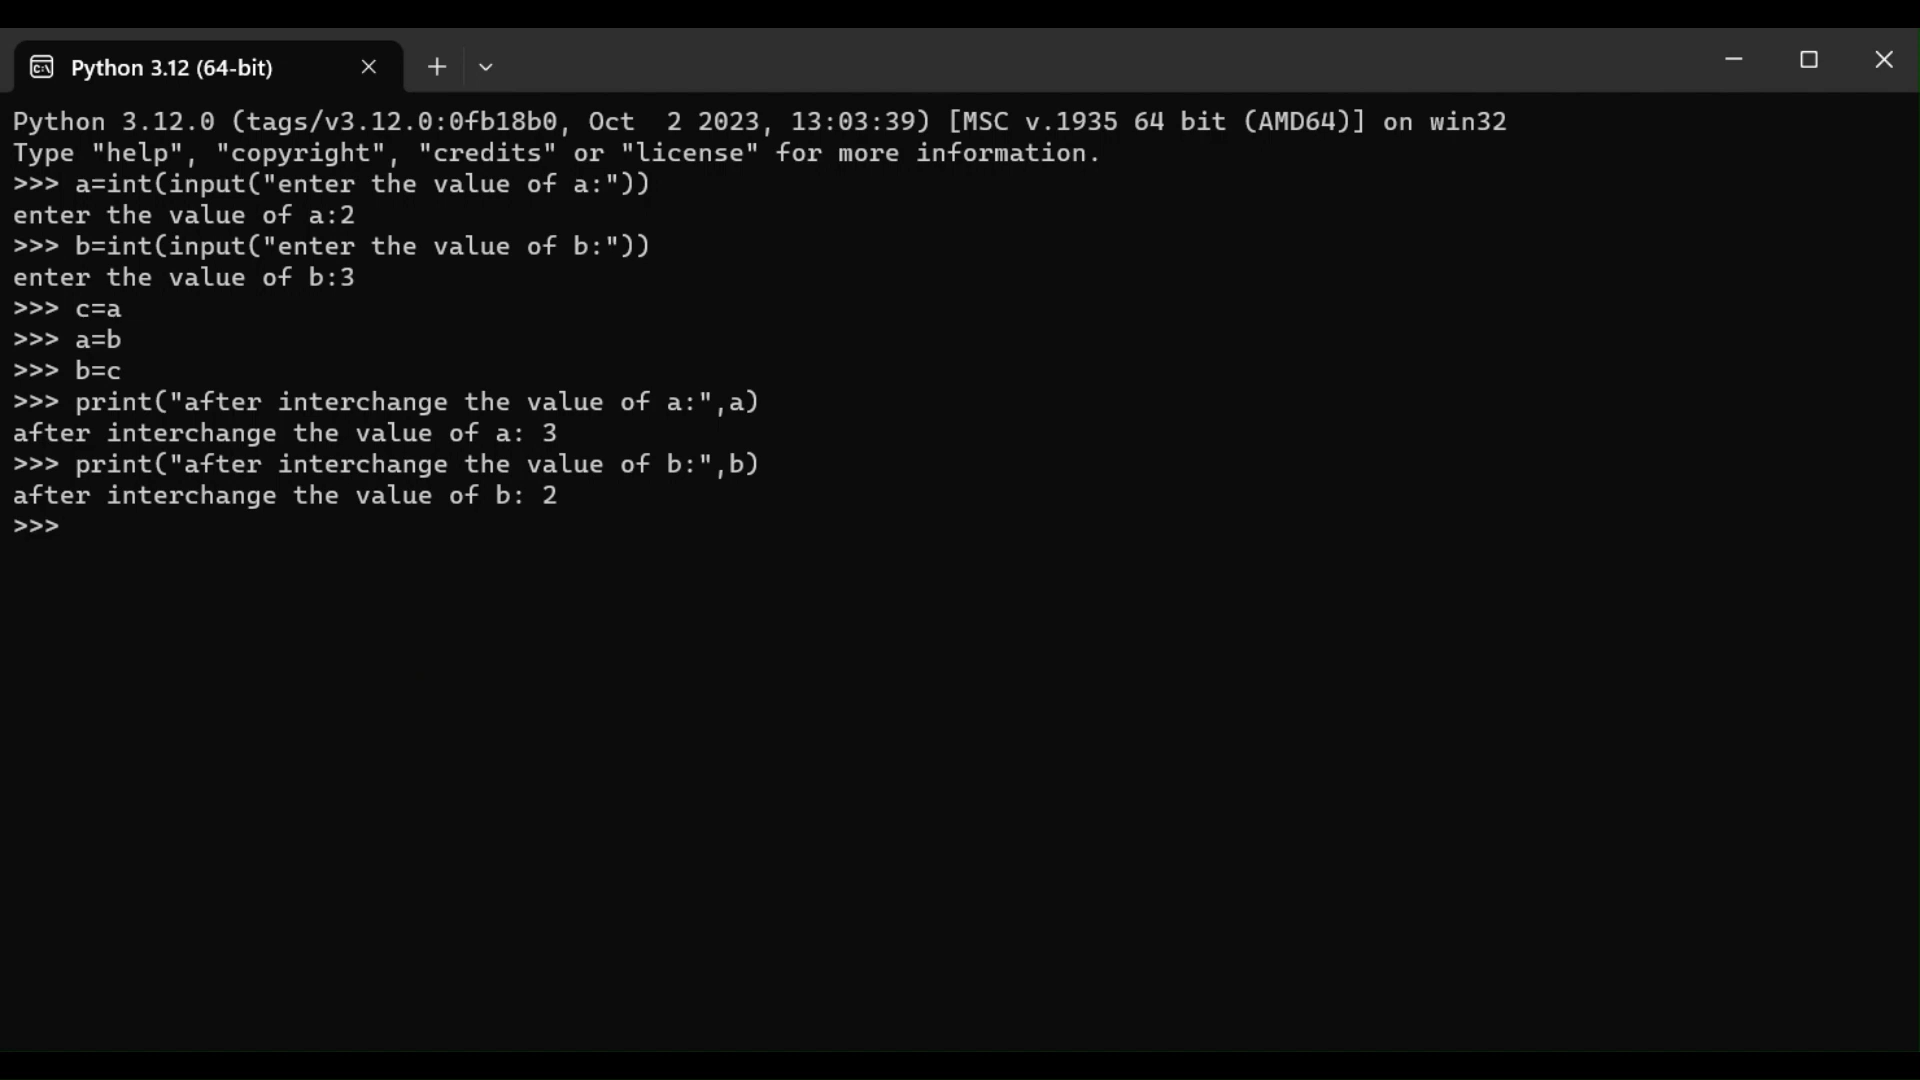 Python 3.12 (64-bit)
Python 3.12.0 (tags/v3.12.0:0fb18b0, Oct  2 2023, 13:03:39) [MSC v.1935 64 bit (AMD64)] on win32
Type "help", "copyright", "credits" or "license" for more information.
>>> a=int(input("enter the value of a:"))
enter the value of a:2
>>> b=int(input("enter the value of b:"))
enter the value of b:3
>>> c=a
>>> a=b
>>> b=c
>>> print("after interchange the value of a:",a)
after interchange the value of a: 3
>>> print("after interchange the value of b:",b)
after interchange the value of b: 2
>>>